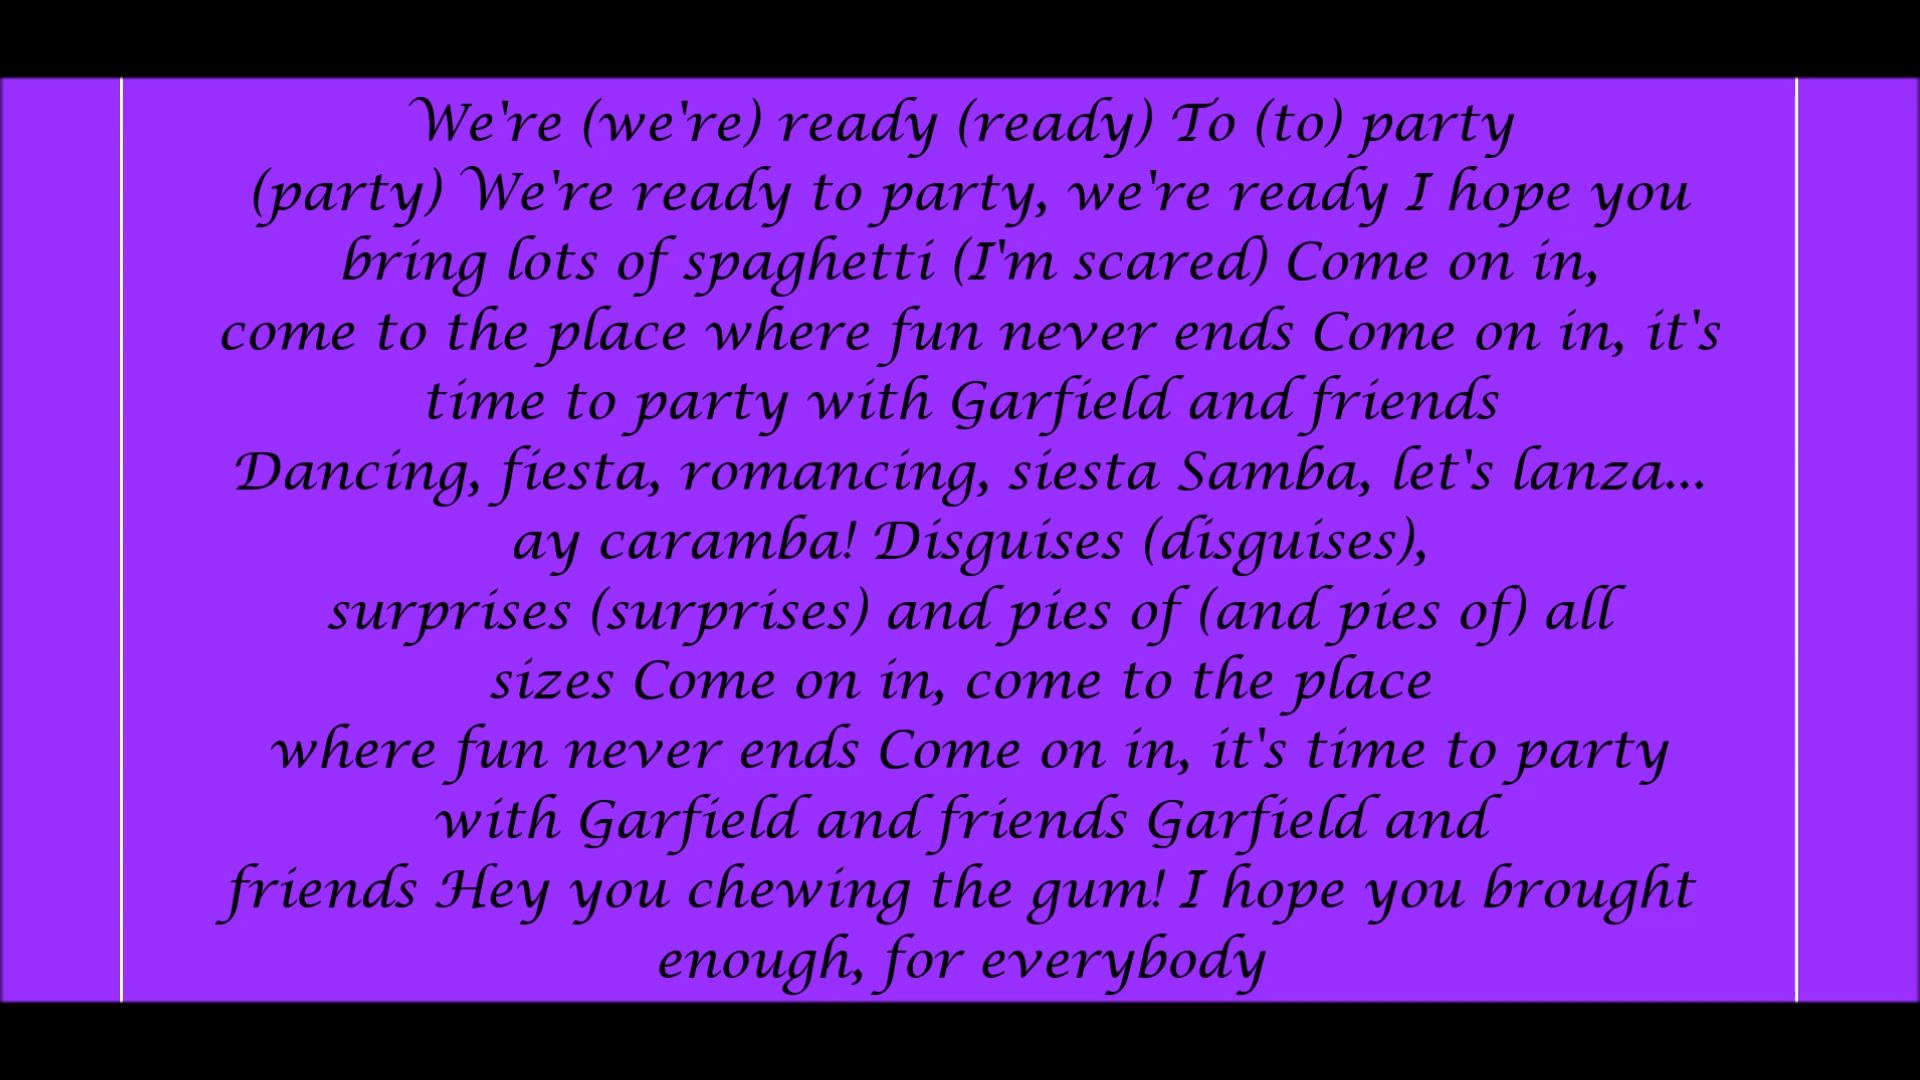 We're (we're) ready (ready) To (to) party
(party) We're ready to party, we're ready I hope you
bring lots of spaghetti (I'm scared) Come on in,
come to the place where fun never ends Come on in, it's
time to party with Garfield and friends
Dancing, fiesta, romancing, siesta Samba, let's lanza...
ay caramba! Disguises (disguises),
surprises (surprises) and pies of (and pies of) all
sizes Come on in, come to the place
where fun never ends Come on in, it's time to party
with Garfield and friends Garfield and
friends Hey you chewing the gum! I hope you brought
enough, for everybody